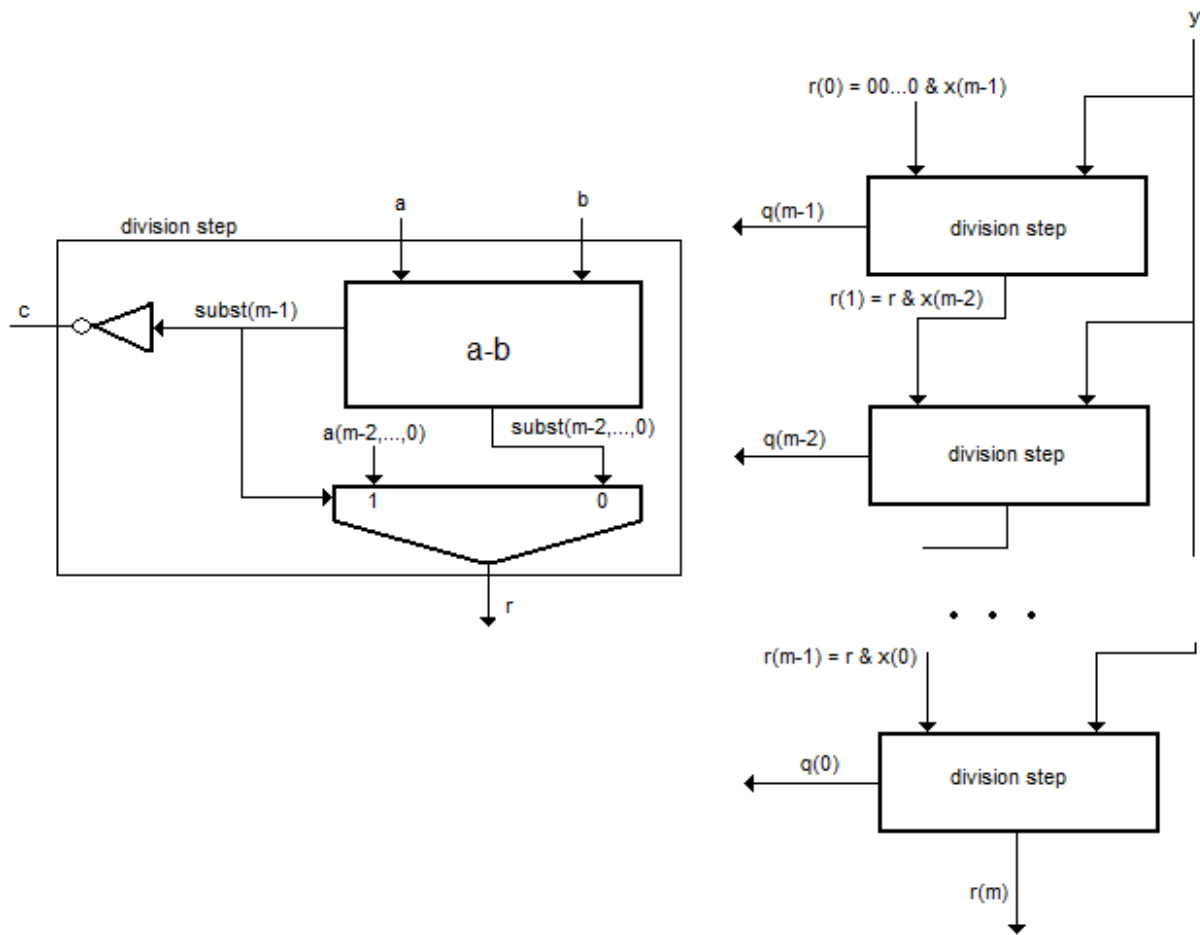 division step
a
b
c
subst(m-1)
a-b
a(m-2,...,0)
subst(m-2,...,0)
1
0
r
y
r(0) = 00...0 & x(m-1)
q(m-1)
division step
r(1) = r & x(m-2)
q(m-2)
division step
r(m-1) = r & x(0)
q(0)
division step
r(m)